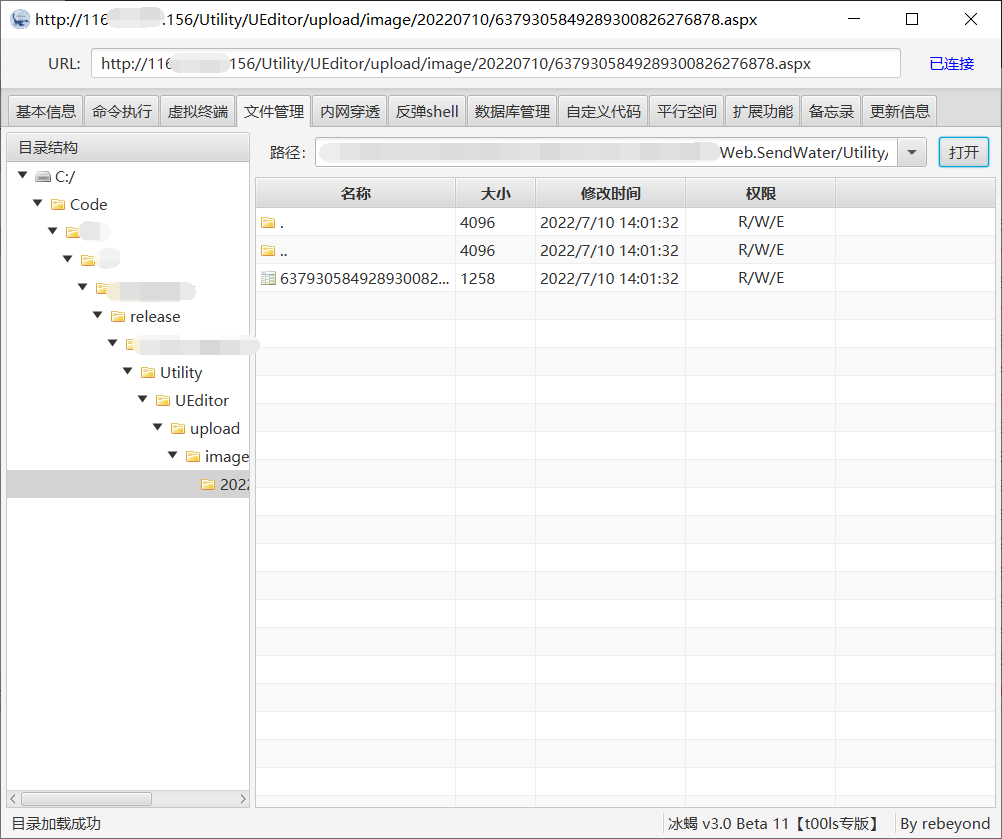 http://116 .156/Utility/UEditor/upload/image/20220710/6379305849289300826276878.aspx
URL: http://116 156/Utility/UEditor/upload/image/20220710/6379305849289300826276878.aspx 已连接
基本信息 命令执行 虚拟终端 文件管理 内网穿透 反弹shell 数据库管理 自定义代码 平行空间 扩展功能 备忘录 更新信息
目录结构
路径: Web.SendWater/Utility/ 打开
C:/
Code
release
Utility
UEditor
upload
image
2022
名称 大小 修改时间 权限
. 4096 2022/7/10 14:01:32 R/W/E
.. 4096 2022/7/10 14:01:32 R/W/E
637930584928930082... 1258 2022/7/10 14:01:32 R/W/E
目录加载成功
冰蝎 v3.0 Beta 11【t00ls专版】 By rebeyond